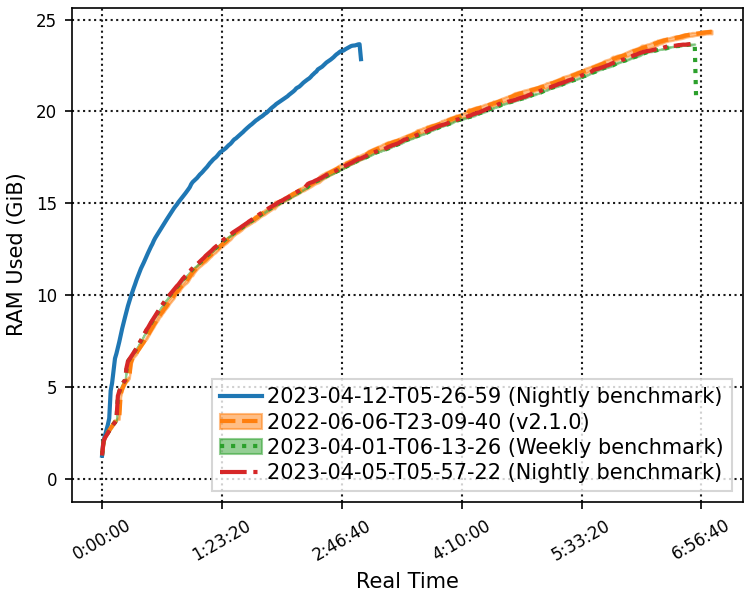 25
20
15
10
5
0
RAM Used (GiB)
2023-04-12-T05-26-59 (Nightly benchmark)
2022-06-06-T23-09-40 (v2.1.0)
2023-04-01-T06-13-26 (Weekly benchmark)
2023-04-05-T05-57-22 (Nightly benchmark)
0:00:00
1:23:20
2:46:40
4:10:00
5:33:20
6:56:40
Real Time